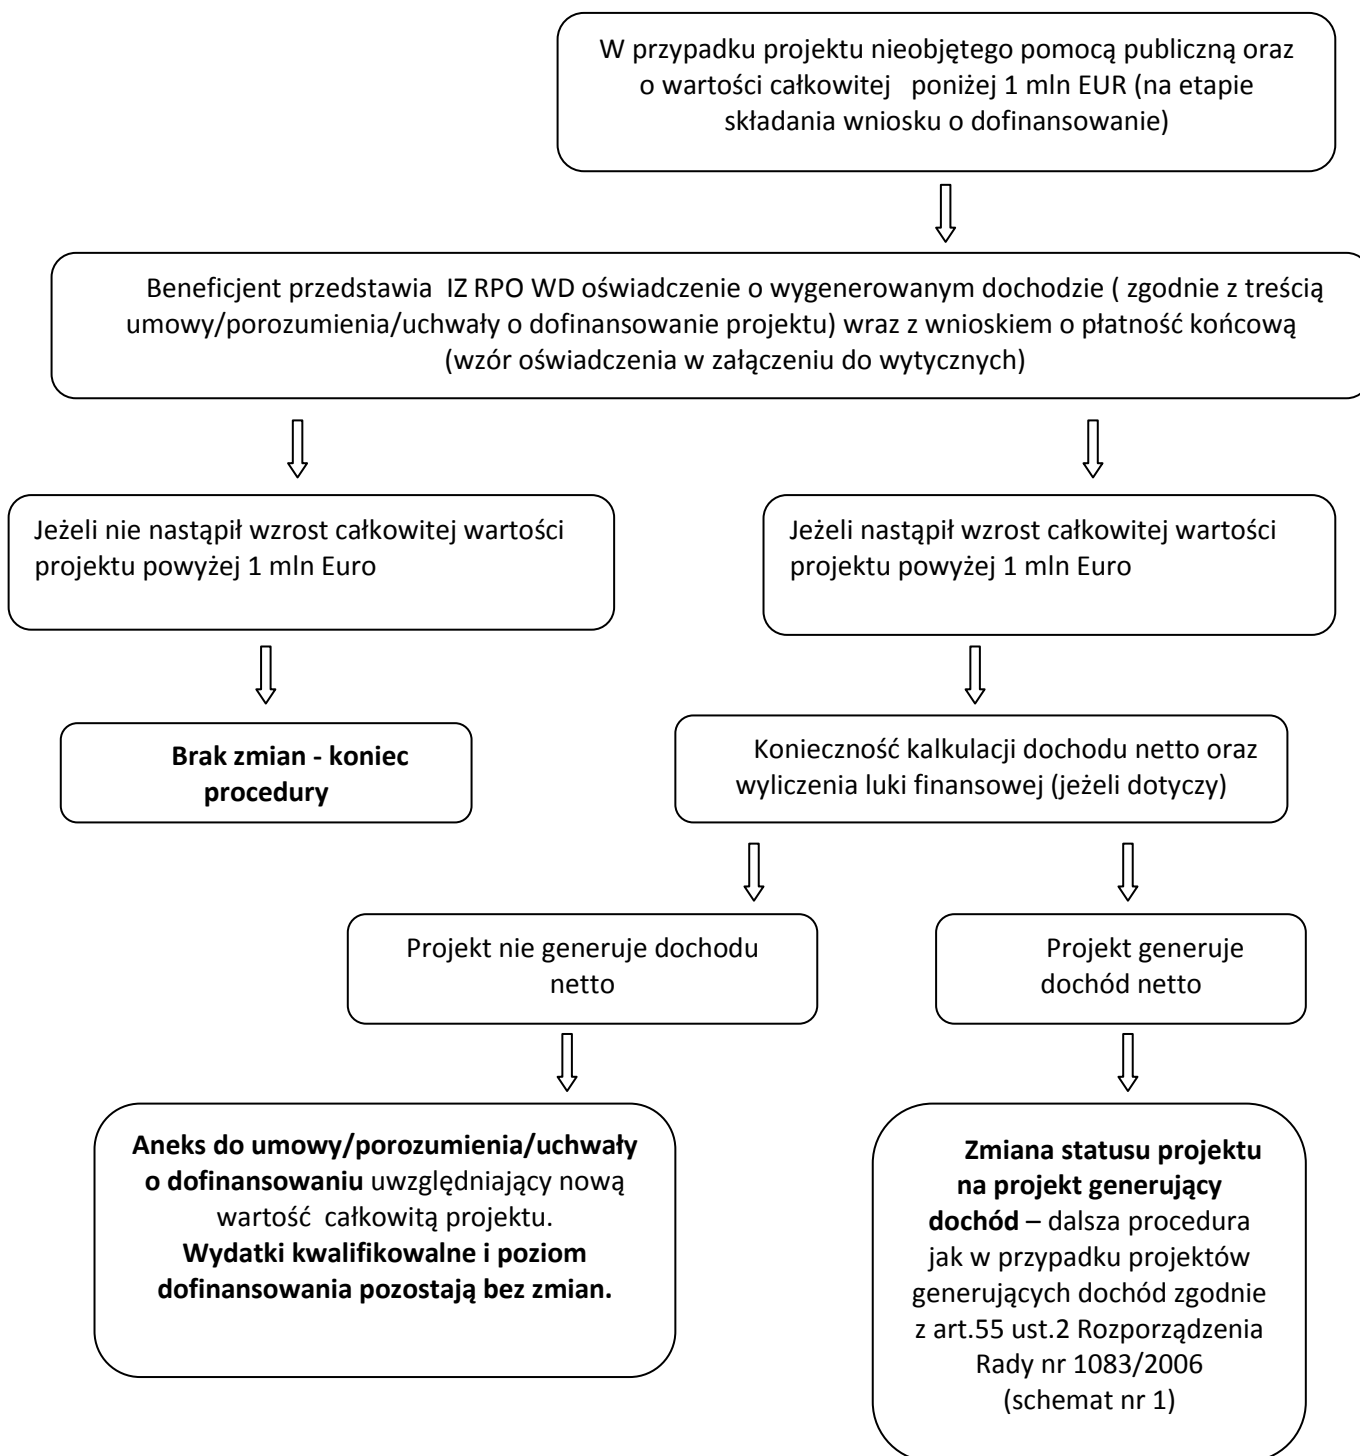 W przypadku projektu nieobjętego pomocą publiczną oraz
o wartości całkowitej poniżej 1 mln EUR (na etapie
składania wniosku o dofinansowanie)
Beneficjent przedstawia IZ RPO WD oświadczenie o wygenerowanym dochodzie ( zgodnie z treścią
umowy/porozumienia/uchwały o dofinansowanie projektu) wraz z wnioskiem o płatność końcową
(wzór oświadczenia w załączeniu do wytycznych)
Jeżeli nie nastąpił wzrost całkowitej wartości
projektu powyżej 1 mln Euro
Jeżeli nastąpił wzrost całkowitej wartości
projektu powyżej 1 mln Euro
Brak zmian - koniec
procedury
Konieczność kalkulacji dochodu netto oraz
wyliczenia luki finansowej (jeżeli dotyczy)
Projekt nie generuje dochodu
netto
Projekt generuje
dochód netto
Aneks do umowy/porozumienia/uchwały
o dofinansowaniu uwzględniający nową
wartość całkowitą projektu.
Wydatki kwalifikowalne i poziom
dofinansowania pozostają bez zmian.
Zmiana statusu projektu
na projekt generujący
dochód – dalsza procedura
jak w przypadku projektów
generujących dochód zgodnie
z art.55 ust.2 Rozporządzenia
Rady nr 1083/2006
(schemat nr 1)